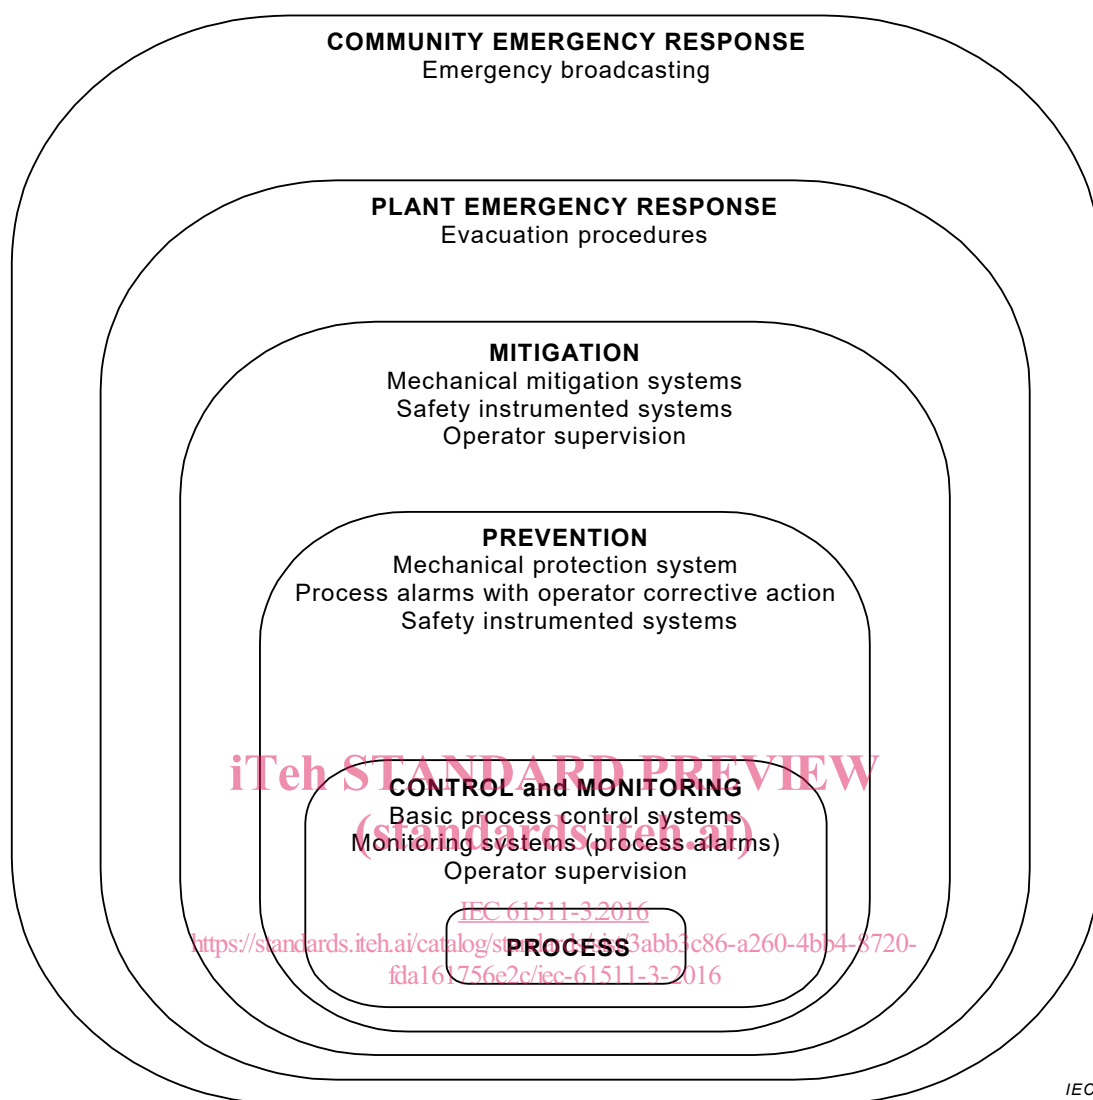 COMMUNITY EMERGENCY RESPONSE
Emergency broadcasting
PLANT EMERGENCY RESPONSE
Evacuation procedures
MITIGATION
Mechanical mitigation systems
Safety instrumented systems
Operator supervision
PREVENTION
Mechanical protection system
Process alarms with operator corrective action
Safety instrumented systems
iTeh STANDARD PREVIEW
CONTROL and MONITORING
Basic process control systems
(standards.iteh.ai)
Monitoring systems (process alarms)
Operator supervision
IEC 61511-3:2016
https://standards.iteh.ai/catalog/standards/sist/3abb3c86-a260-4bb4-8720-
PROCESS
fda161756e2c/iec-61511-3-2016
IEC